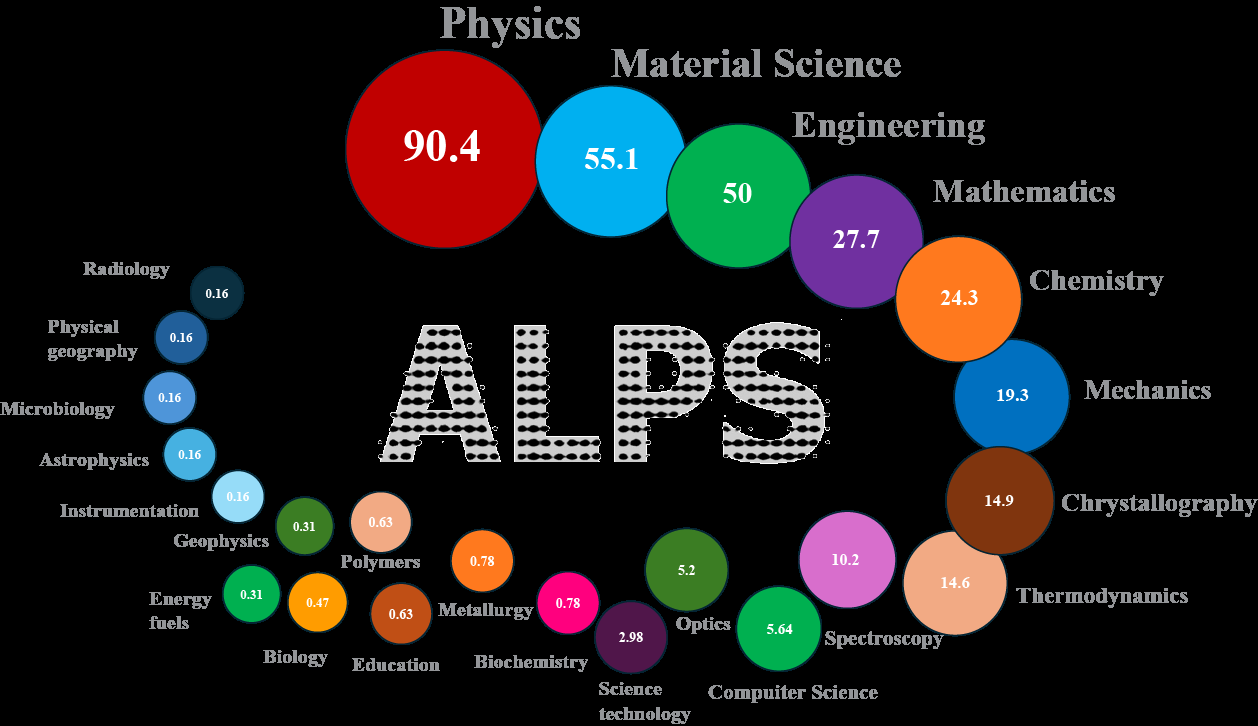 Physics
90.4
Material Science
55.1
Engineering
50
Mathematics
27.7
Chemistry
24.3
Mechanics
19.3
Chrystallography
14.9
Thermodynamics
14.6
Spectroscopy
10.2
Compuiter Science
5.64
Optics
5.2
Science
technology
2.98
Biochemistry
0.78
Metallurgy
0.78
Education
0.63
Polymers
0.63
Biology
0.47
Energy
fuels
0.31
Geophysics
0.31
Instrumentation
0.16
Astrophysics
0.16
Microbiology
0.16
Physical
geography
0.16
Radiology
0.16
ALPS